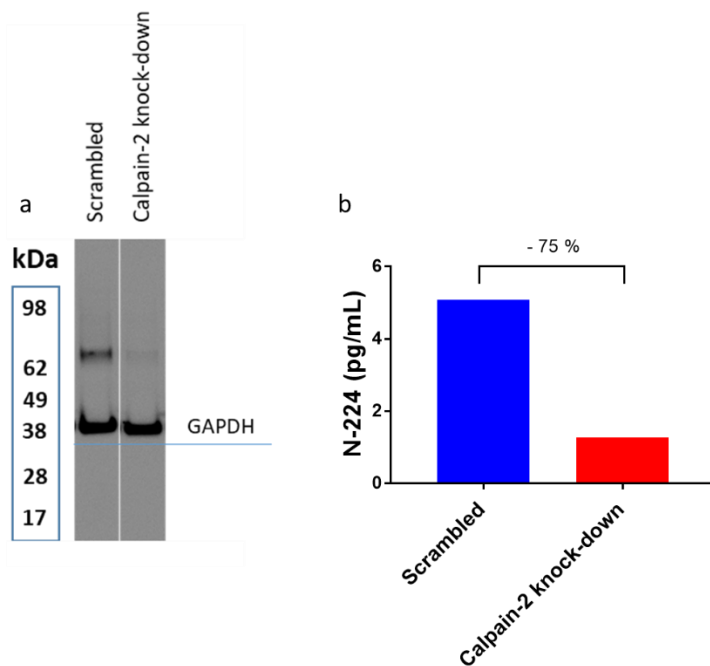 a
Scrambled
Calpain-2 knock-down
kDa
98
62
49
38
28
17
GAPDH
b
- 75 %
N-224 (pg/mL)
6
4
2
0
Scrambled
Calpain-2 knock-down